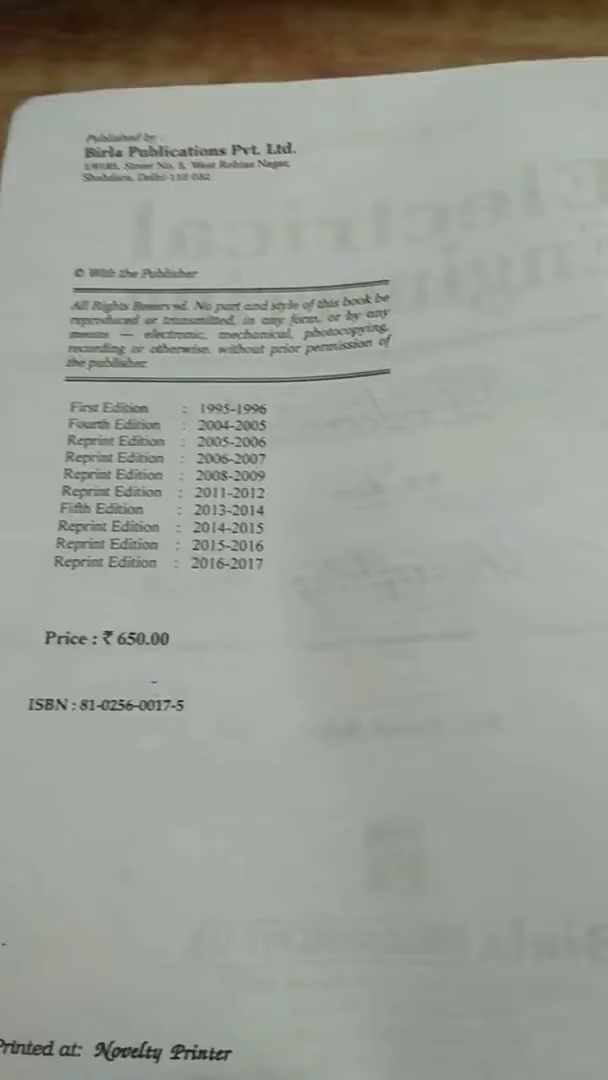 Published by :
Birla Publications Pvt. Ltd.
Street No. 8, West Rohtas Nagar,
Shahdara, Delhi-110 032
© With the Publisher
All Rights Reserved. No part and style of this book be
reproduced or transmitted, in any form, or by any
means — electronic, mechanical, photocopying,
recording or otherwise, without prior permission of
the publisher.
First Edition : 1995-1996
Fourth Edition : 2004-2005
Reprint Edition : 2005-2006
Reprint Edition : 2006-2007
Reprint Edition : 2008-2009
Reprint Edition : 2011-2012
Fifth Edition : 2013-2014
Reprint Edition : 2014-2015
Reprint Edition : 2015-2016
Reprint Edition : 2016-2017
Price : ₹ 650.00
ISBN : 81-0256-0017-5
Printed at: Novelty Printer